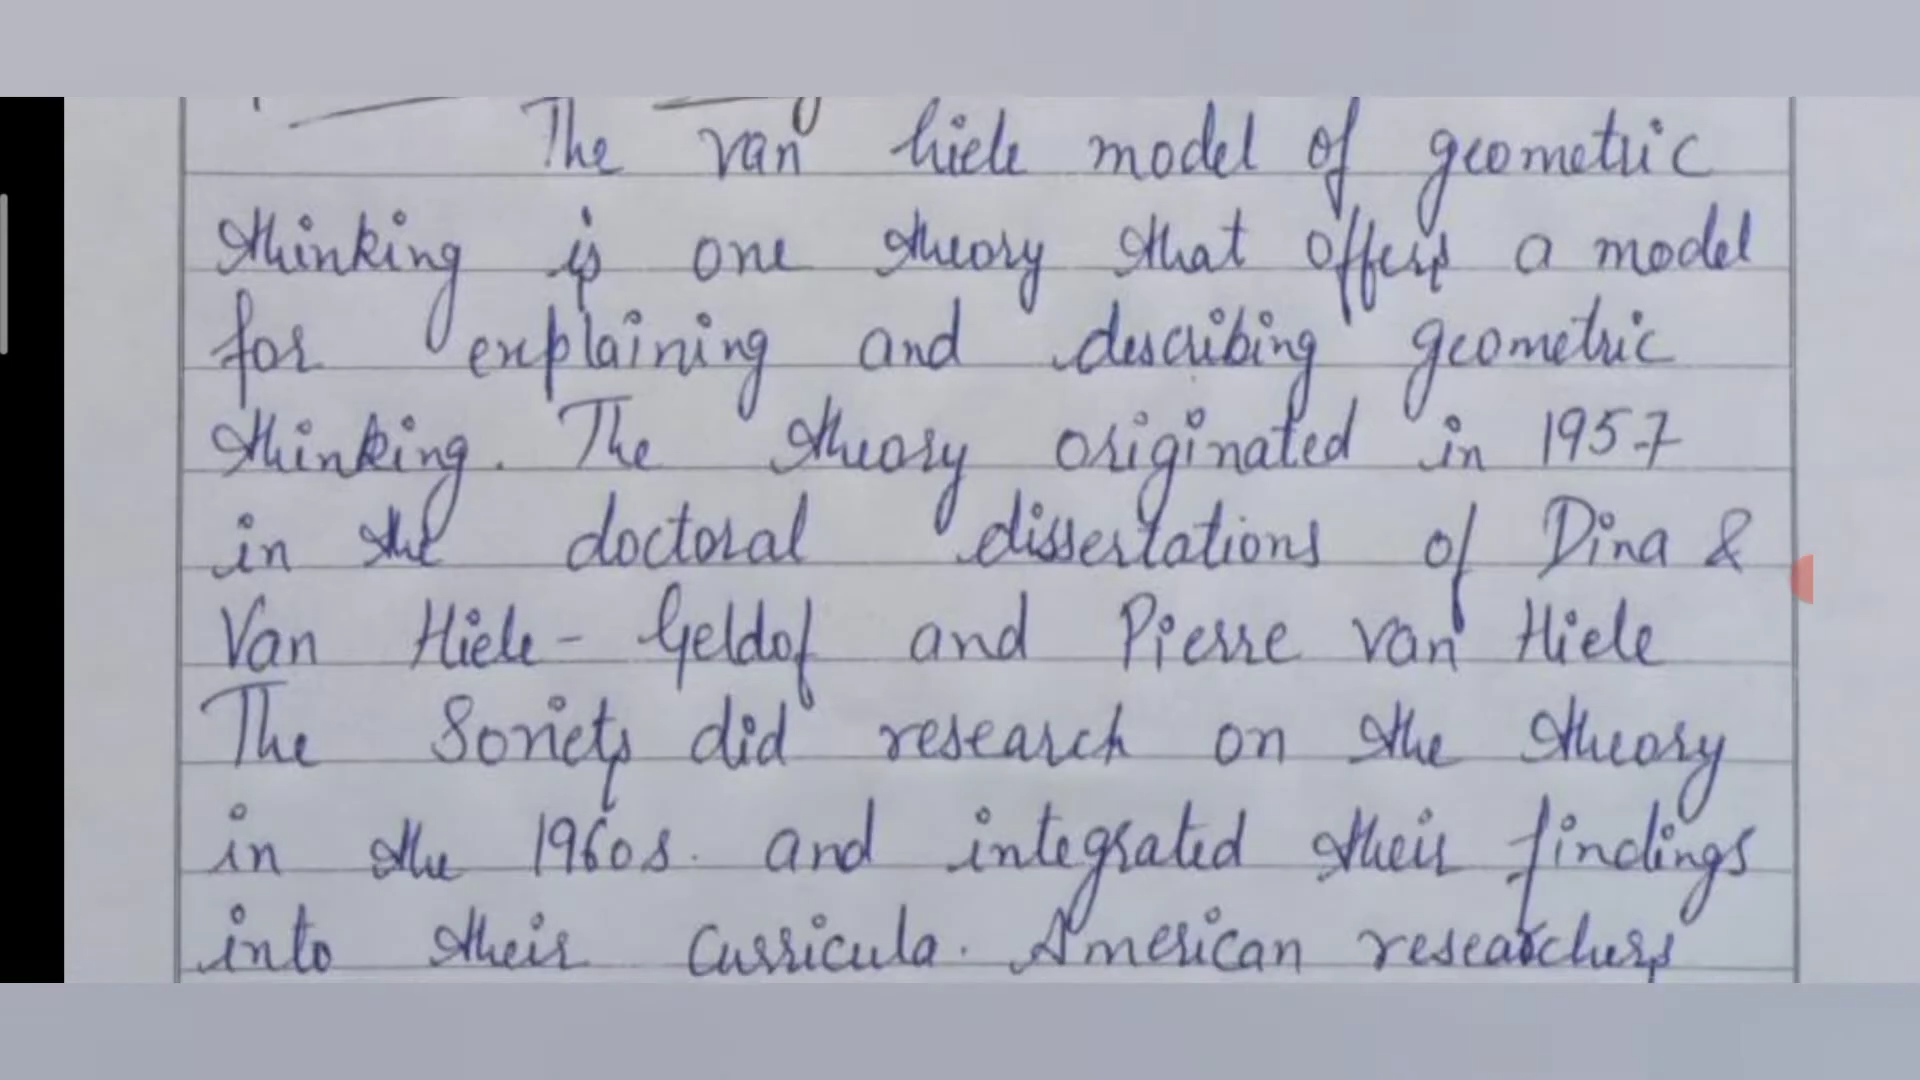 The van hiele model of geometric
thinking is one theory that offers a model
for explaining and describing geometric
thinking. The theory originated in 1957
in the doctoral dissertations of Dina &
Van Hiele - Geldof and Pierre van Hiele
The Soviets did research on the theory
in the 1960s. and integrated their findings
into their curricula. American researchers